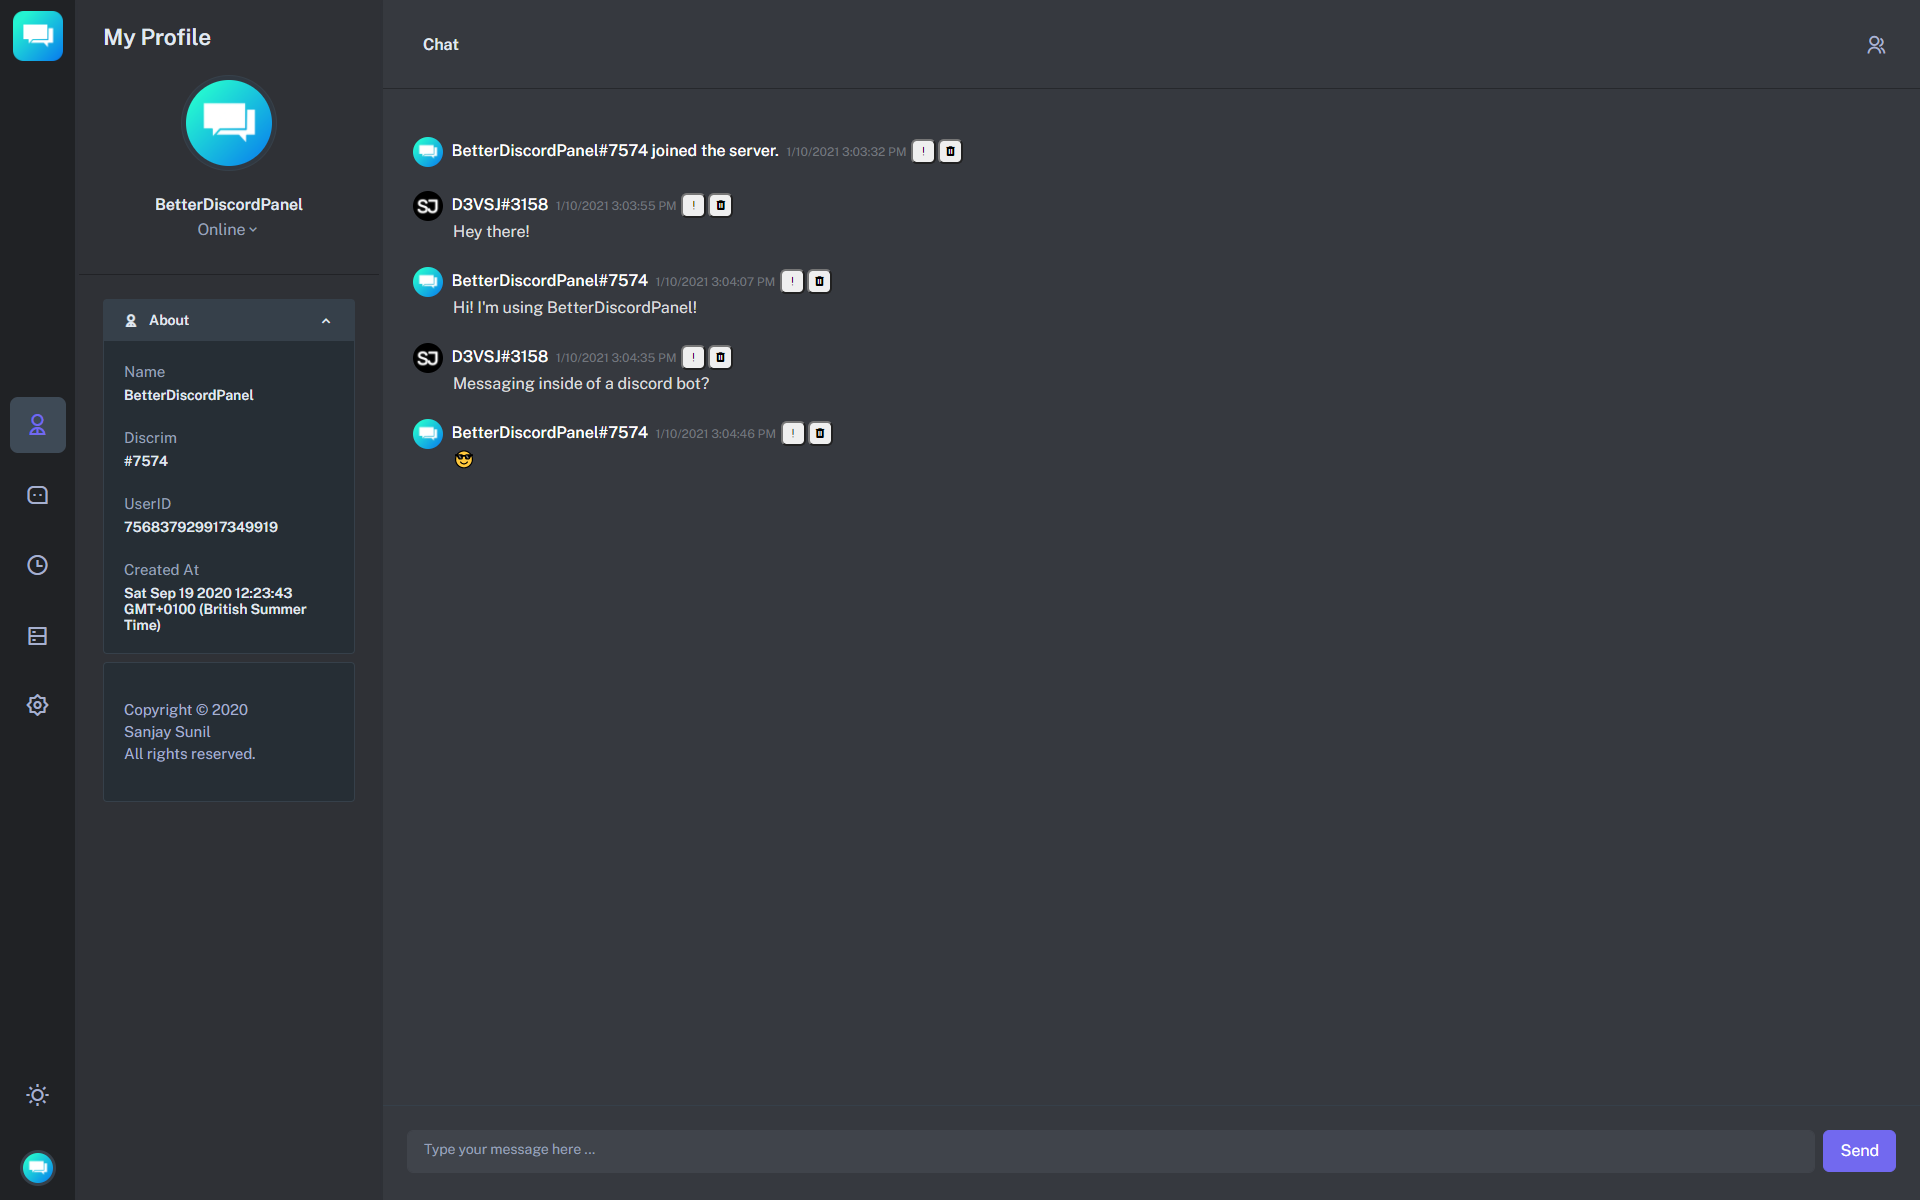 My Profile
BetterDiscordPanel
Online
About
Name
BetterDiscordPanel
Discrim
#7574
UserID
756837929917349919
Created At
Sat Sep 19 2020 12:23:43
GMT+0100 (British Summer
Time)
Copyright © 2020
Sanjay Sunil
All rights reserved.
Chat
BetterDiscordPanel#7574 joined the server. 1/10/2021 3:03:32 PM !
SJ D3VSJ#3158 1/10/2021 3:03:55 PM !
Hey there!
BetterDiscordPanel#7574 1/10/2021 3:04:07 PM !
Hi! I'm using BetterDiscordPanel!
SJ D3VSJ#3158 1/10/2021 3:04:35 PM !
Messaging inside of a discord bot?
BetterDiscordPanel#7574 1/10/2021 3:04:46 PM !
😎
Type your message here ...
Send